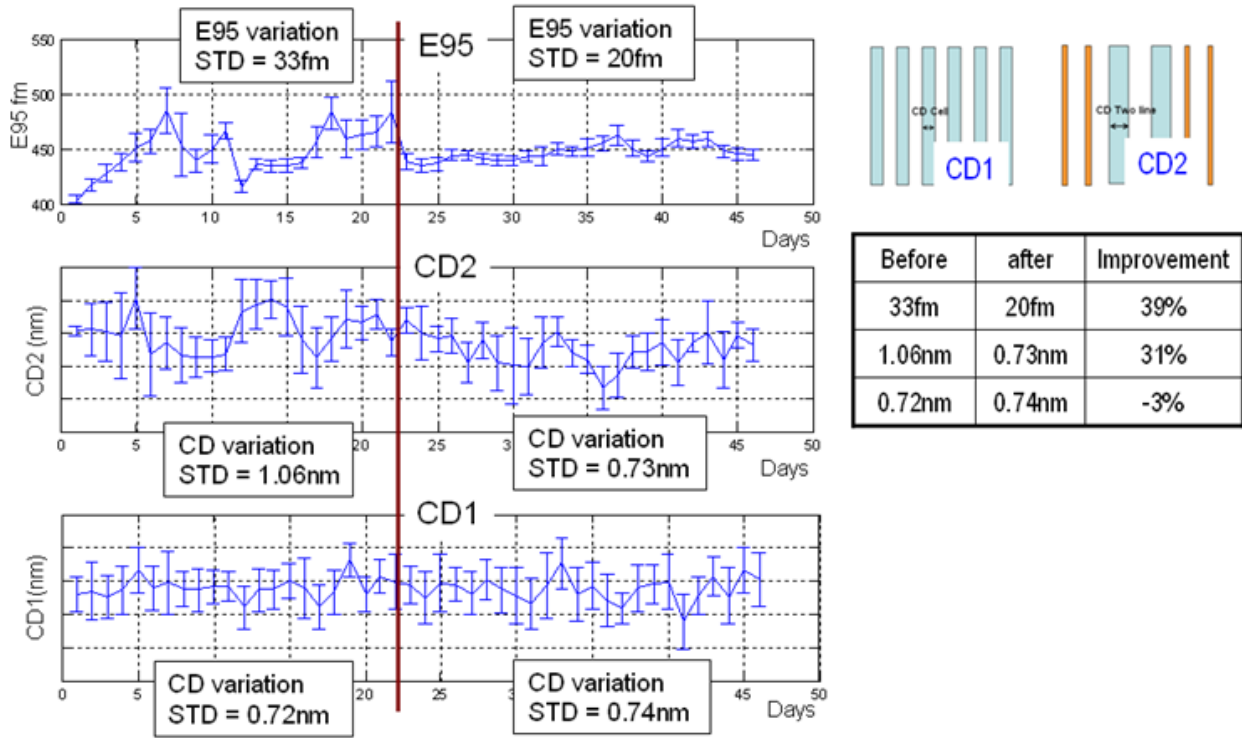 E95 variation
STD = 33fm
E95
E95 variation
STD = 20fm
E95 fm
550
500
450
400
0 5 10 15 20 25 30 35 40 45 50
Days
CD2
CD2 (nm)
0 5 10 15 20 25 30 35 40 45 50
Days
CD variation
STD = 1.06nm
CD variation
STD = 0.73nm
CD1
CD1(nm)
0 5 20 45 50
Days
CD variation
STD = 0.72nm
CD variation
STD = 0.74nm
CD Cell
CD1
CD Two line
CD2
Before after Improvement
33fm 20fm 39%
1.06nm 0.73nm 31%
0.72nm 0.74nm -3%